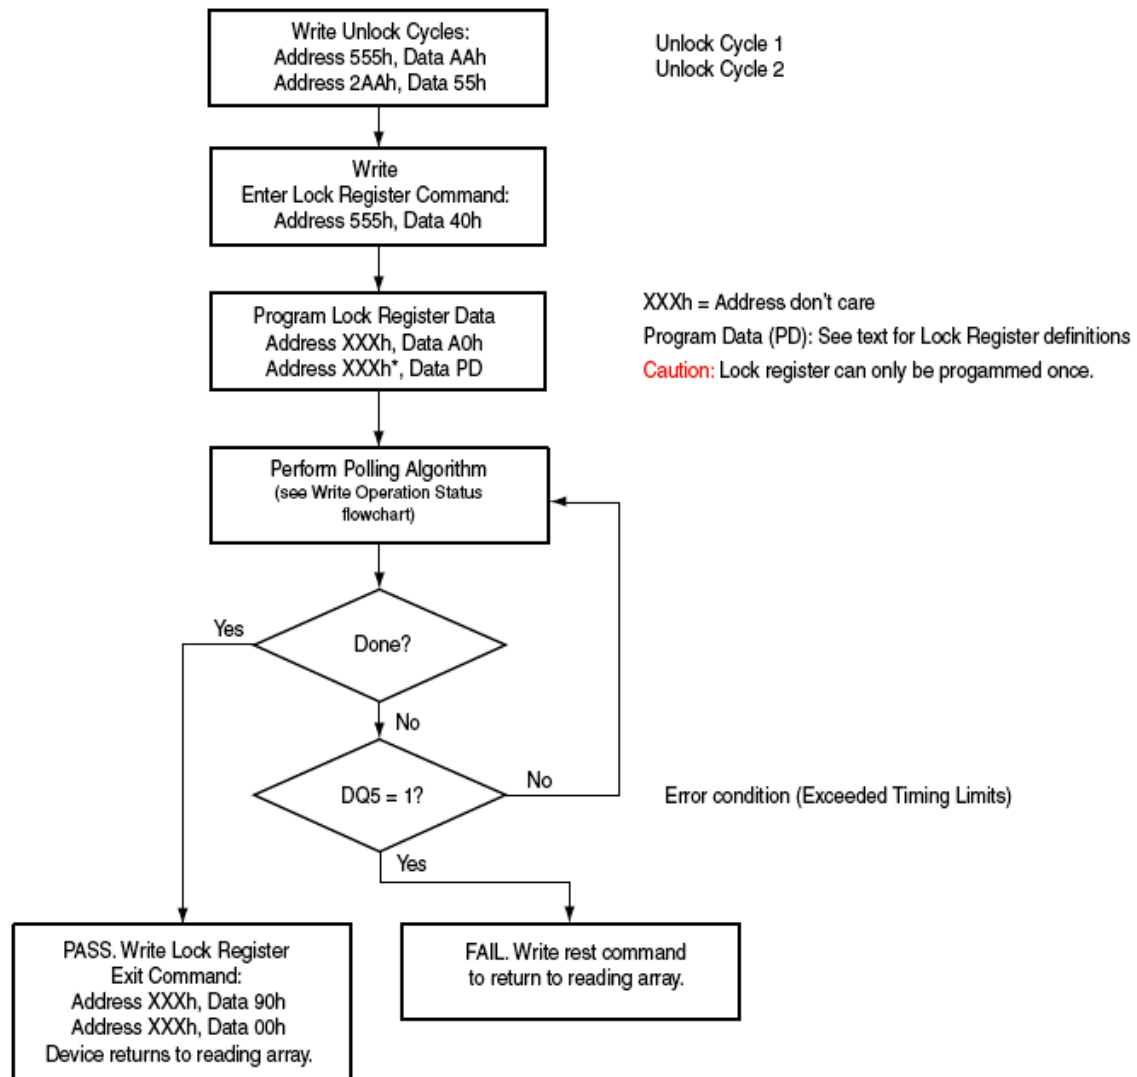 Write Unlock Cycles:
Address 555h, Data AAh
Address 2AAh, Data 55h
Unlock Cycle 1
Unlock Cycle 2
Write
Enter Lock Register Command:
Address 555h, Data 40h
Program Lock Register Data
Address XXXh, Data A0h
Address XXXh*, Data PD
XXXh = Address don't care
Program Data (PD): See text for Lock Register definitions
Caution: Lock register can only be progammed once.
Perform Polling Algorithm
(see Write Operation Status
flowchart)
Yes
Done?
No
DQ5 = 1?
No
Error condition (Exceeded Timing Limits)
Yes
PASS. Write Lock Register
Exit Command:
Address XXXh, Data 90h
Address XXXh, Data 00h
Device returns to reading array.
FAIL. Write rest command
to return to reading array.